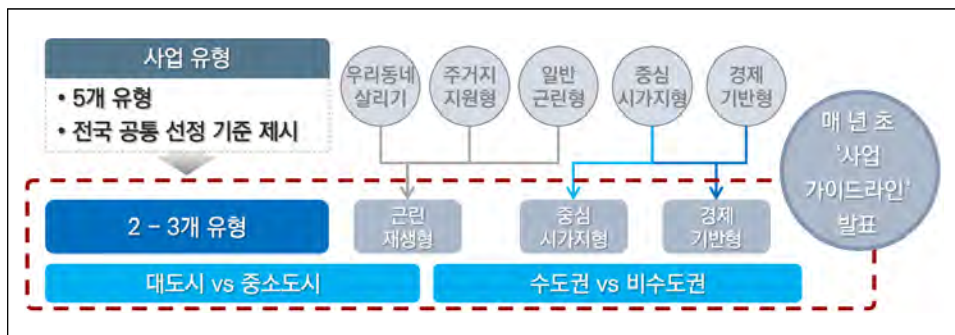 사업 유형
• 5개 유형
• 전국 공통 선정 기준 제시
우리동네
살리기
주거지
지원형
일반
근린형
중심
시가지형
경제
기반형
매 년 초
'사업
가이드라인'
발표
2 – 3개 유형
근린
재생형
중심
시가지형
경제
기반형
대도시 vs 중소도시
수도권 vs 비수도권